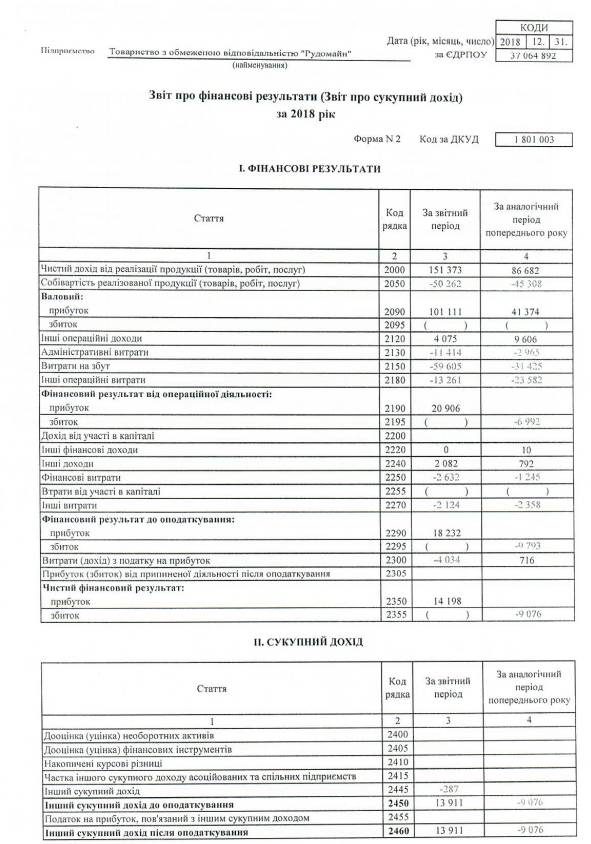 КОДИ
Дата (рік, місяць, число) 2018 12. 31.
Підприємство Товариство з обмеженою відповідальністю "Рудомайн" за ЄДРПОУ 37 064 892
(найменування)
Звіт про фінансові результати (Звіт про сукупний дохід)
за 2018 рік
Форма N 2 Код за ДКУД 1 801 003
I. ФІНАНСОВІ РЕЗУЛЬТАТИ
Стаття Код рядка За звітний період За аналогічний період попереднього року
1 2 3 4
Чистий дохід від реалізації продукції (товарів, робіт, послуг) 2000 151 373 86 682
Собівартість реалізованої продукції (товарів, робіт, послуг) 2050 -50 262 -45 308
Валовий:
прибуток 2090 101 111 41 374
збиток 2095 ( ) ( )
Інші операційні доходи 2120 4 075 9 606
Адміністративні витрати 2130 -11 414 -2 965
Витрати на збут 2150 -59 605 -31 425
Інші операційні витрати 2180 -13 261 -23 582
Фінансовий результат від операційної діяльності:
прибуток 2190 20 906
збиток 2195 ( ) -6 992
Дохід від участі в капіталі 2200
Інші фінансові доходи 2220 0 10
Інші доходи 2240 2 082 792
Фінансові витрати 2250 -2 632 -1 245
Втрати від участі в капіталі 2255 ( ) ( )
Інші витрати 2270 -2 124 -2 358
Фінансовий результат до оподаткування:
прибуток 2290 18 232
збиток 2295 ( ) -9 793
Витрати (дохід) з податку на прибуток 2300 -4 034 716
Прибуток (збиток) від припиненої діяльності після оподаткування 2305
Чистий фінансовий результат:
прибуток 2350 14 198
збиток 2355 ( ) -9 076
II. СУКУПНИЙ ДОХІД
Стаття Код рядка За звітний період За аналогічний період попереднього року
1 2 3 4
Дооцінка (уцінка) необоротних активів 2400
Дооцінка (уцінка) фінансових інструментів 2405
Накопичені курсові різниці 2410
Частка іншого сукупного доходу асоційованих та спільних підприємств 2415
Інший сукупний дохід 2445 -287
Інший сукупний дохід до оподаткування 2450 13 911 -9 076
Податок на прибуток, пов'язаний з іншим сукупним доходом 2455
Інший сукупний дохід після оподаткування 2460 13 911 -9 076